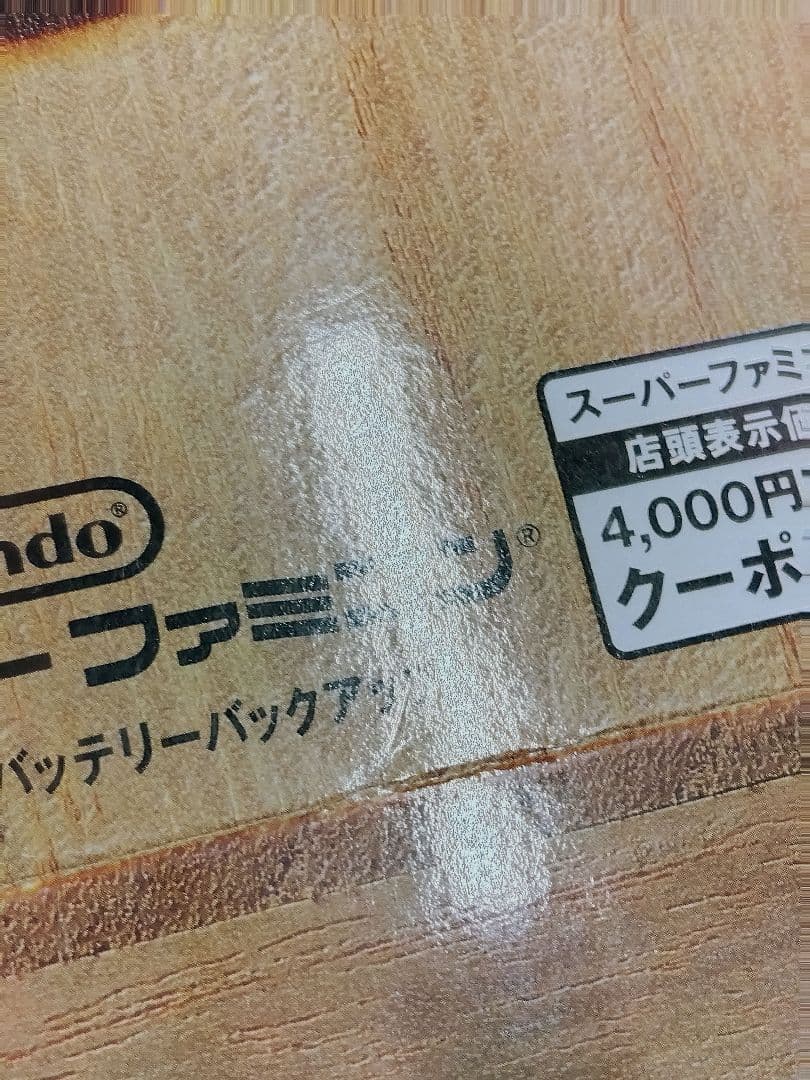 ndo®
ーファミコン®
バッテリーバックアップ
スーパーファミコ
店頭表示価
4,000円
クーポ